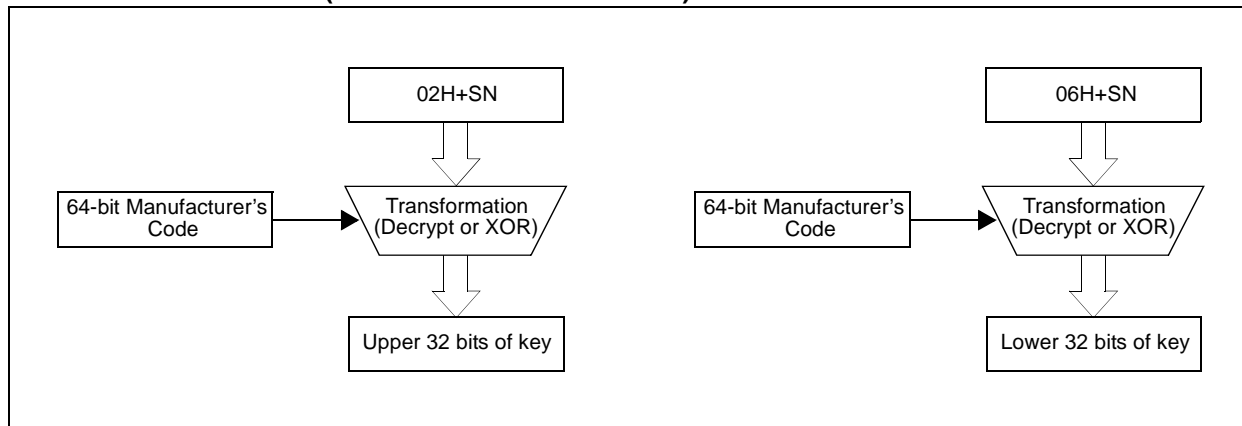 02H+SN
06H+SN
64-bit Manufacturer's
Code
Transformation
(Decrypt or XOR)
64-bit Manufacturer's
Code
Transformation
(Decrypt or XOR)
Upper 32 bits of key
Lower 32 bits of key